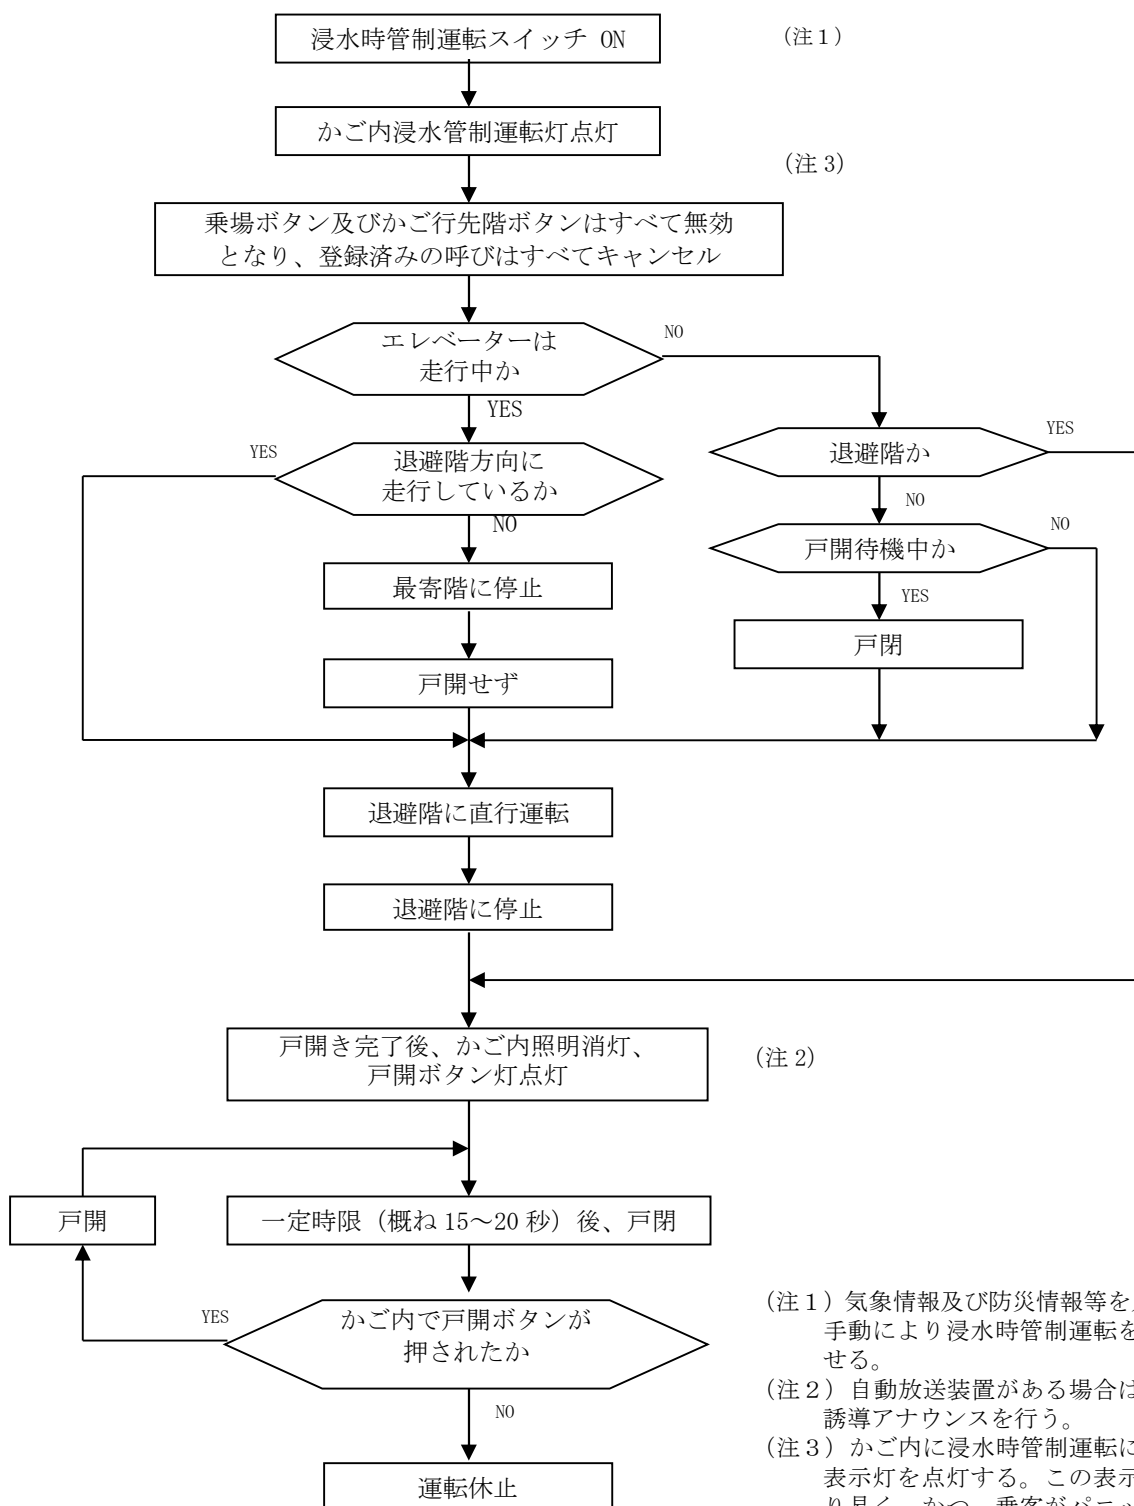 浸水時管制運転スイッチ ON
（注１）
かご内浸水管制運転灯点灯
（注 3）
乗場ボタン及びかご行先階ボタンはすべて無効
となり、登録済みの呼びはすべてキャンセル
エレベーターは
走行中か
NO
YES
退避階か
YES
YES
退避階方向に
走行しているか
NO
NO
戸開待機中か
NO
最寄階に停止
YES
戸閉
戸開せず
退避階に直行運転
退避階に停止
戸開き完了後、かご内照明消灯、
戸開ボタン灯点灯
（注 2）
戸開
一定時限（概ね 15～20 秒）後、戸閉
YES
かご内で戸開ボタンが
押されたか
NO
運転休止
（注１）気象情報及び防災情報等を
手動により浸水時管制運転を
せる。
（注２）自動放送装置がある場合は
誘導アナウンスを行う。
（注３）かご内に浸水時管制運転に
表示灯を点灯する。この表示